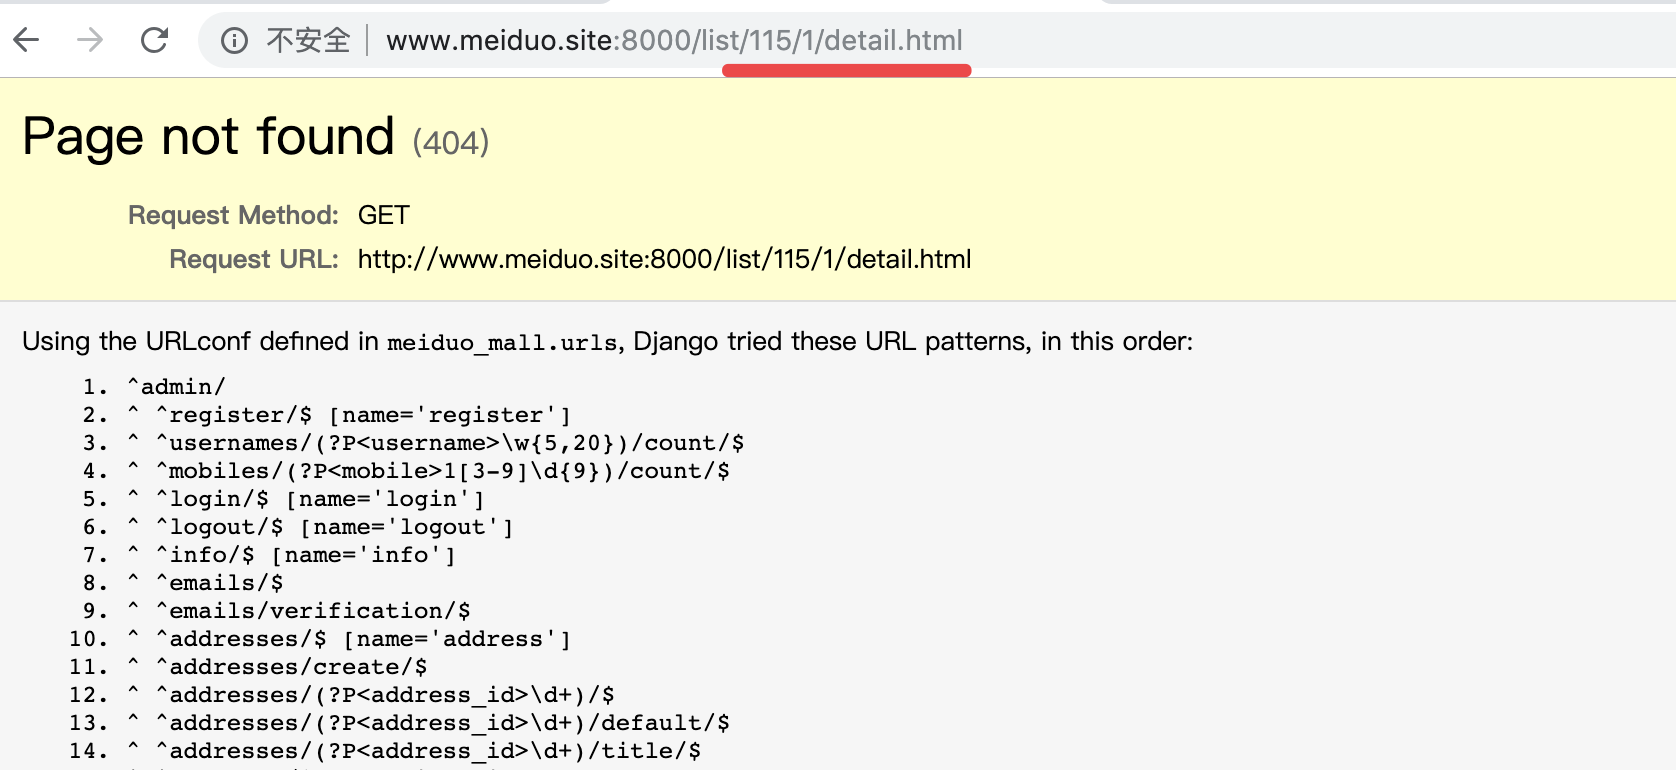 不安全 www.meiduo.site:8000/list/115/1/detail.html
Page not found (404)
Request Method: GET
Request URL: http://www.meiduo.site:8000/list/115/1/detail.html
Using the URLconf defined in meiduo_mall.urls, Django tried these URL patterns, in this order:
1. ^admin/
2. ^ ^register/$ [name='register']
3. ^ ^usernames/(?P<username>\w{5,20})/count/$
4. ^ ^mobiles/(?P<mobile>1[3-9]\d{9})/count/$
5. ^ ^login/$ [name='login']
6. ^ ^logout/$ [name='logout']
7. ^ ^info/$ [name='info']
8. ^ ^emails/$
9. ^ ^emails/verification/$
10. ^ ^addresses/$ [name='address']
11. ^ ^addresses/create/$
12. ^ ^addresses/(?P<address_id>\d+)/$
13. ^ ^addresses/(?P<address_id>\d+)/default/$
14. ^ ^addresses/(?P<address_id>\d+)/title/$